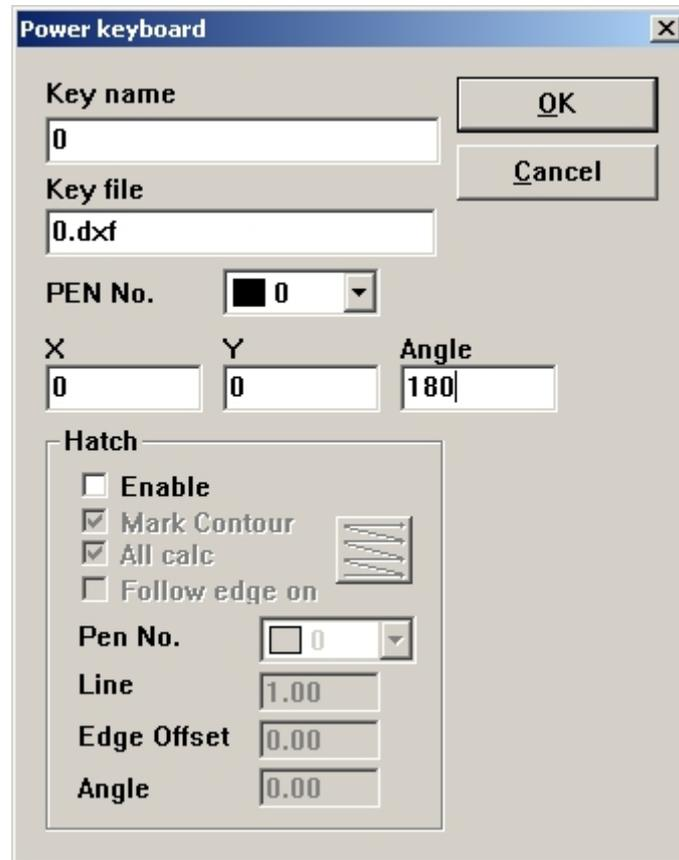 Power keyboard
Key name
OK
0
Cancel
Key file
0.dxf
PEN No.
0
X Y Angle
0 0 180
Hatch
Enable
Mark Contour
All calc
Follow edge on
Pen No. 0
Line 1.00
Edge Offset 0.00
Angle 0.00